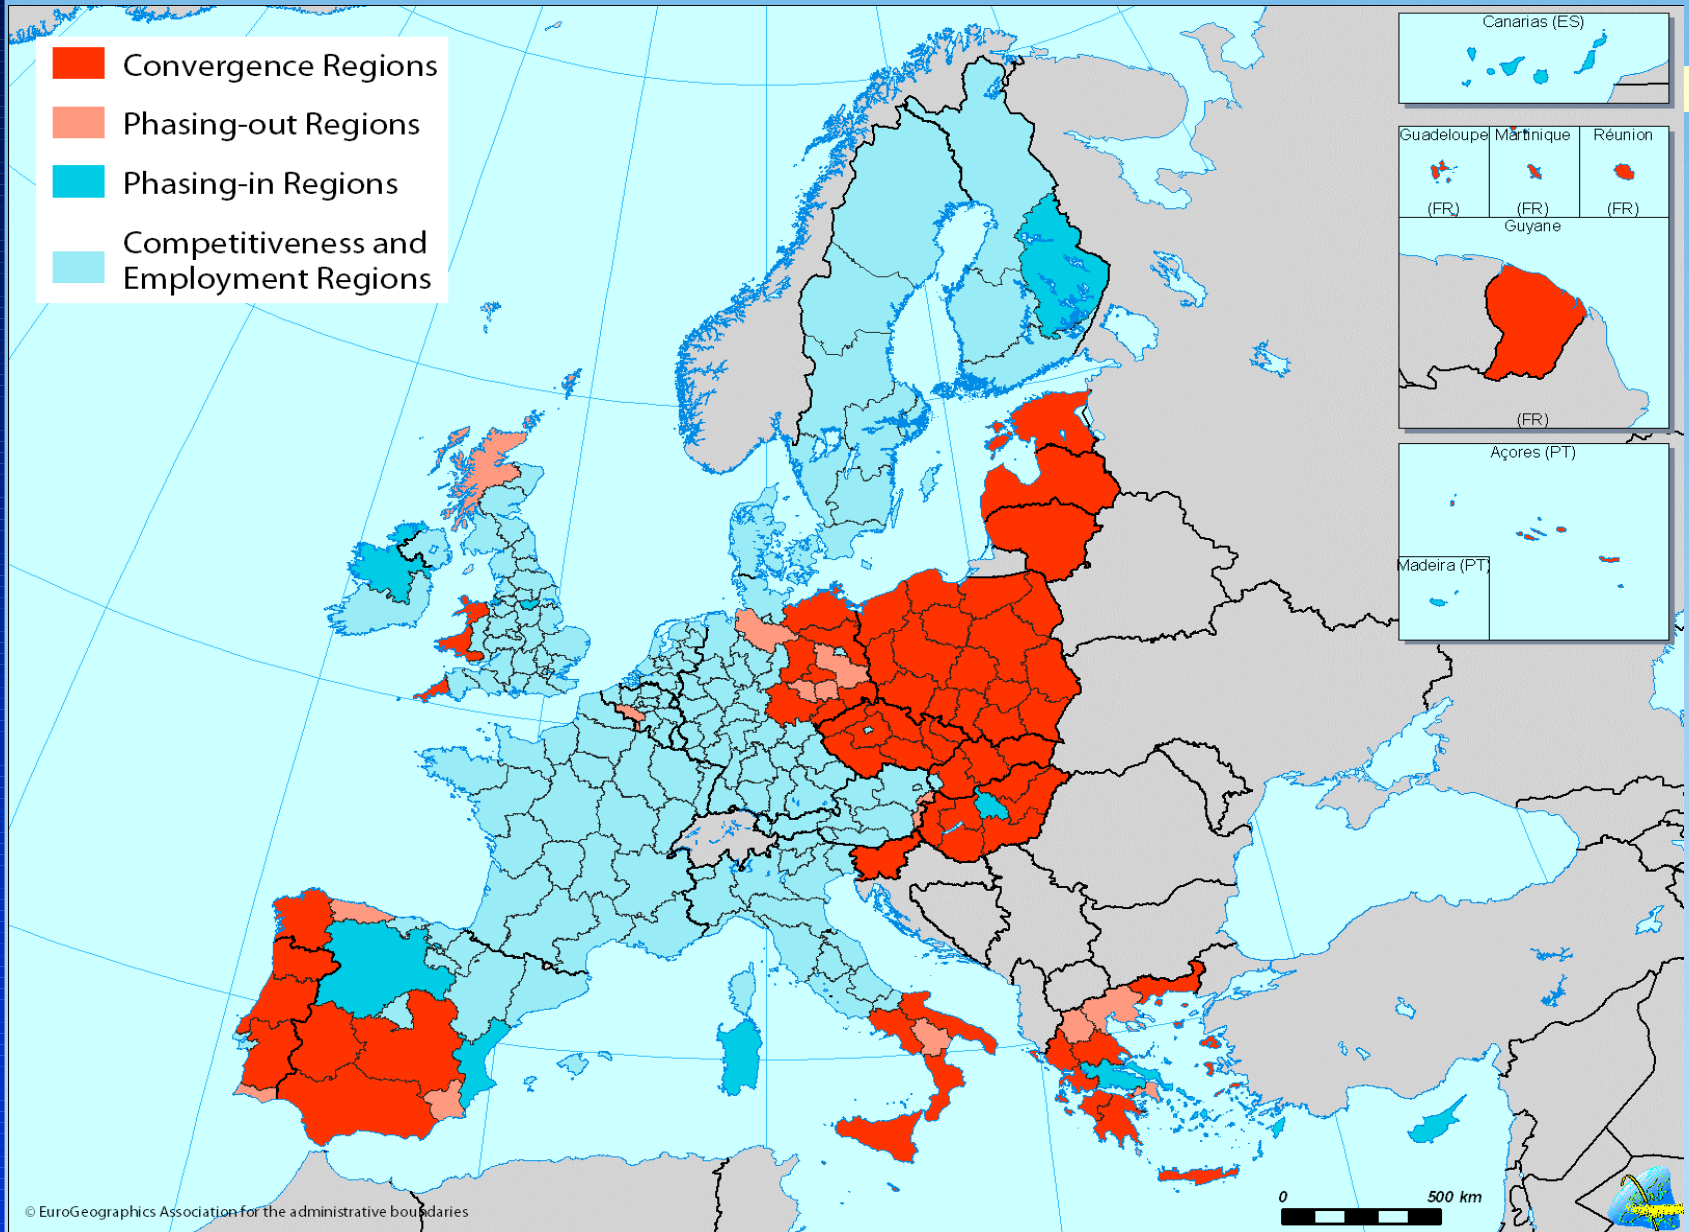 Convergence Regions
Phasing-out Regions
Phasing-in Regions
Competitiveness and
Employment Regions
Canarias (ES)
Guadeloupe
Martinique
Réunion
(FR)
(FR)
(FR)
Guyane
(FR)
Açores (PT)
Madeira (PT)
0 500 km
© EuroGeographics Association for the administrative boundaries